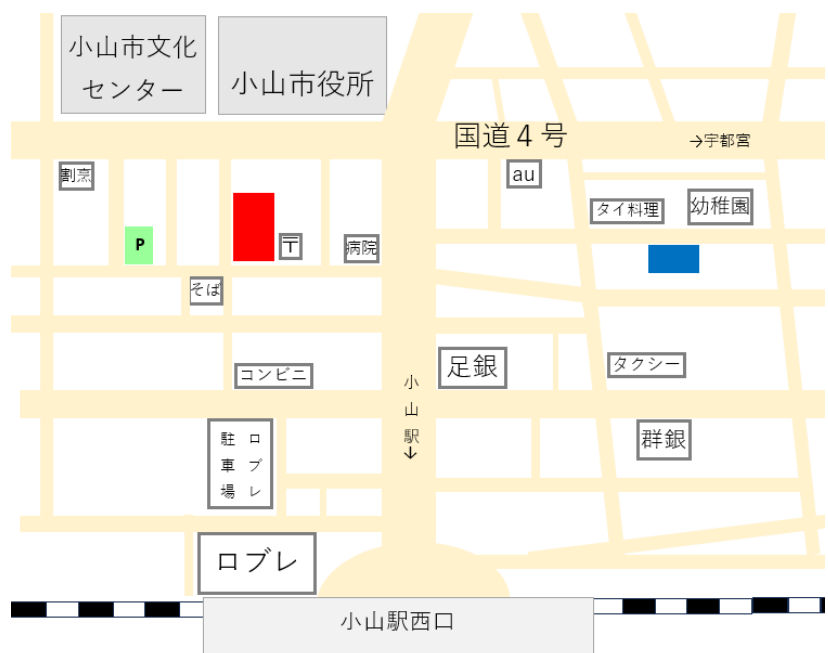 小山市文化
センター
小山市役所
国道４号
→宇都宮
割烹
au
タイ料理
幼稚園
P
〒
病院
そば
コンビニ
小山駅↓
足銀
タクシー
ロブレ
駐車場
群銀
ロブレ
小山駅西口